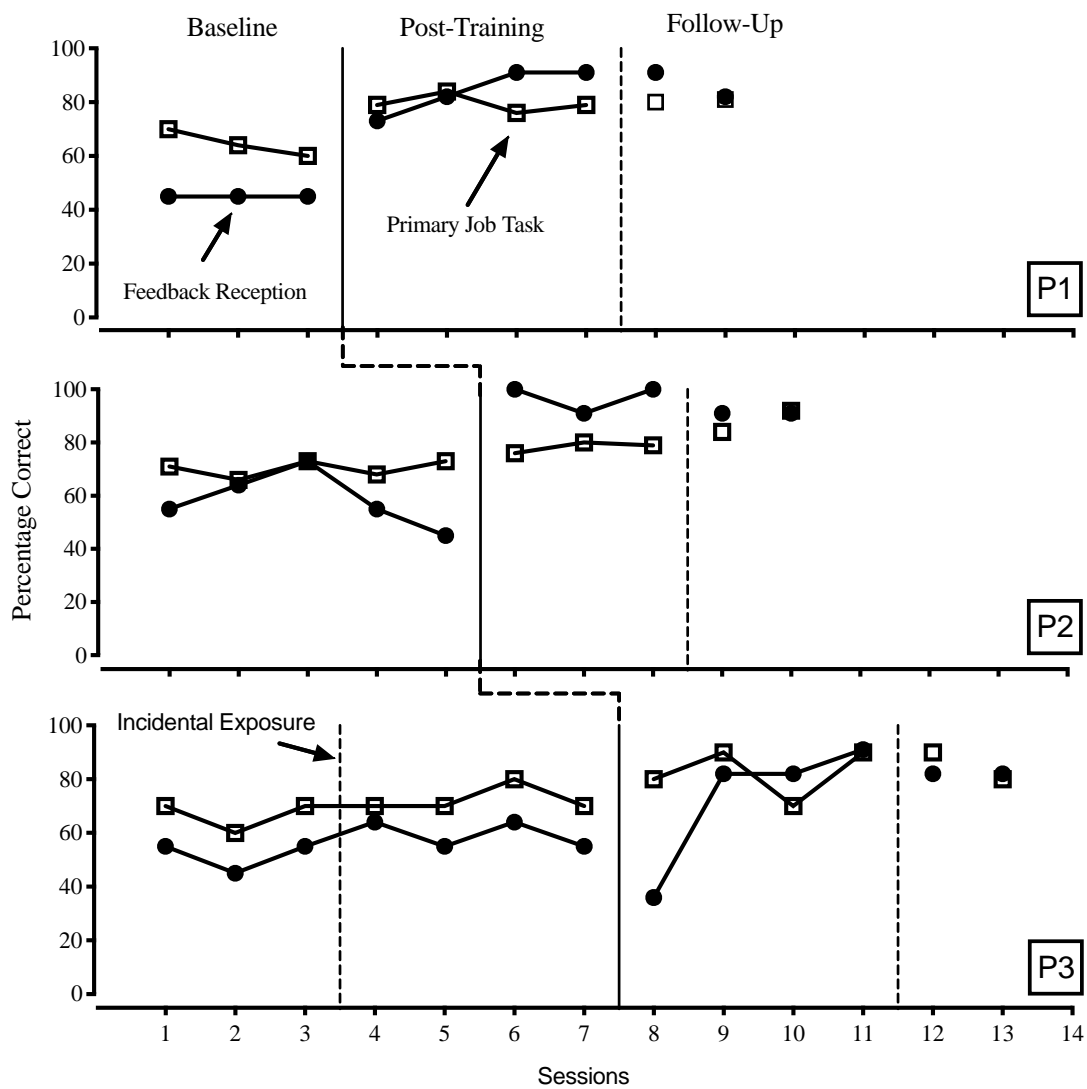 Baseline
Post-Training
Follow-Up
100
80
60
40
20
0
Primary Job Task
Feedback Reception
P1
Percentage Correct
100
80
60
40
20
0
P2
Incidental Exposure
100
80
60
40
20
0
P3
1 2 3 4 5 6 7 8 9 10 11 12 13 14
Sessions